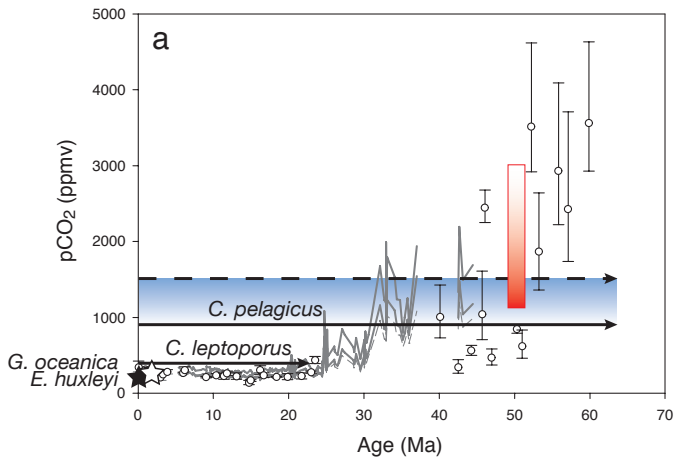 a
5000
4000
3000
2000
1000
0
pCO2 (ppmv)
C. pelagicus
C. leptoporus
G. oceanica
E. huxleyi
0 10 20 30 40 50 60 70
Age (Ma)